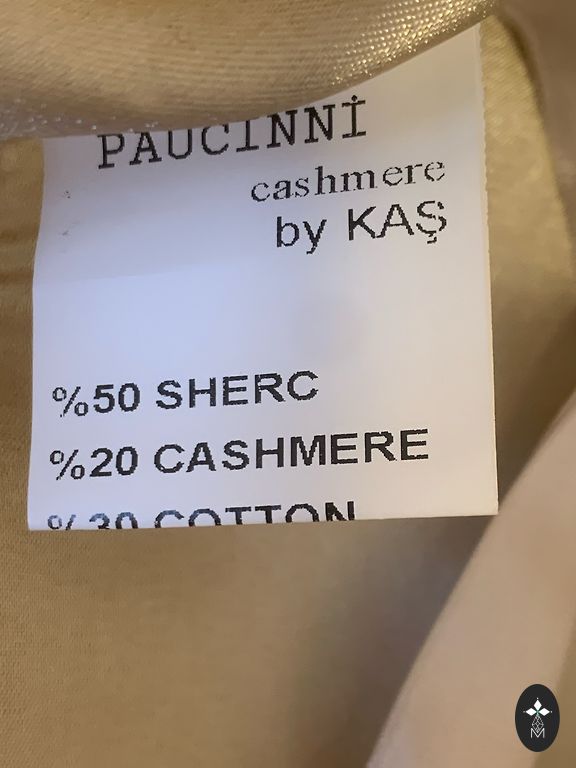 PAUCINNİ
cashmere
by KAŞ
%50 SHERC
%20 CASHMERE
%30 COTTON
M